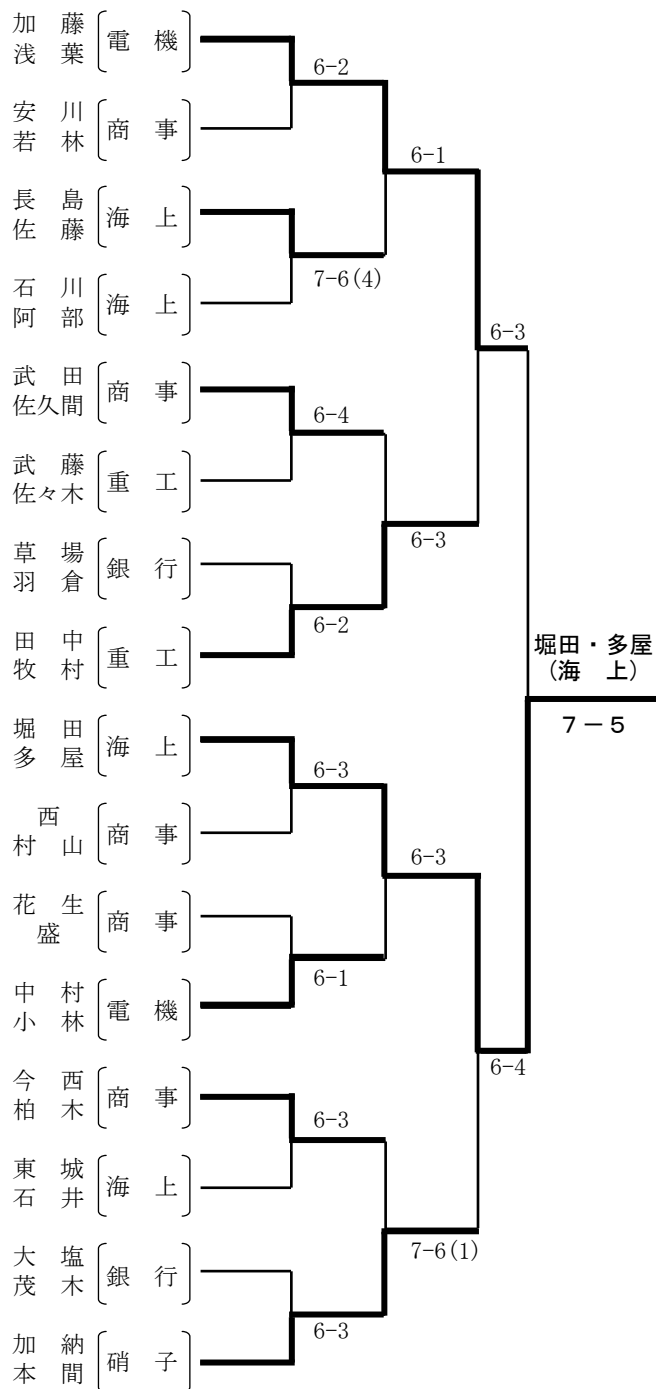 加　藤
浅　葉
電　機
6-2
安　川
若　林
商　事
6-1
長　島
佐　藤
海　上
7-6(4)
石　川
阿　部
海　上
6-3
武　田
佐久間
商　事
6-4
武　藤
佐々木
重　工
6-3
草　場
羽　倉
銀　行
6-2
田　中
牧　村
重　工
堀田・多屋
（海　上）
７－５
堀　田
多　屋
海　上
6-3
西
村　山
商　事
6-3
花　生
盛
商　事
6-1
中　村
小　林
電　機
6-4
今　西
柏　木
商　事
6-3
東　城
石　井
海　上
7-6(1)
大　塩
茂　木
銀　行
6-3
加　納
本　間
硝　子